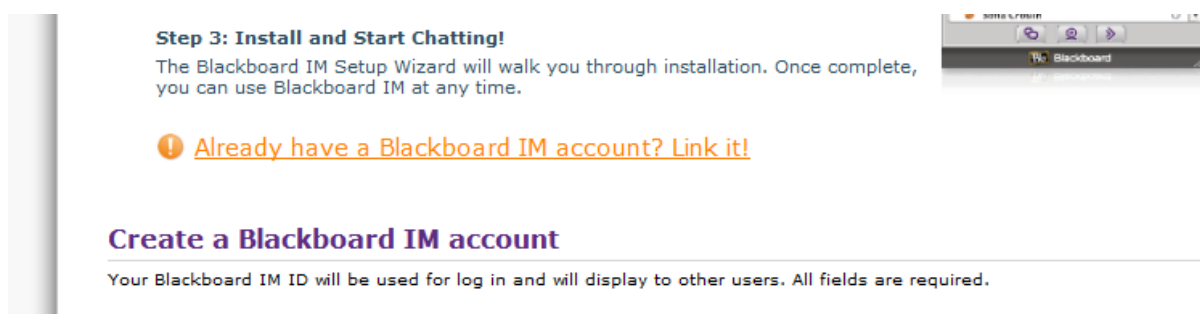 Step 3: Install and Start Chatting!
The Blackboard IM Setup Wizard will walk you through installation. Once complete,
you can use Blackboard IM at any time.
Blackboard
Already have a Blackboard IM account? Link it!
Create a Blackboard IM account
Your Blackboard IM ID will be used for log in and will display to other users. All fields are required.